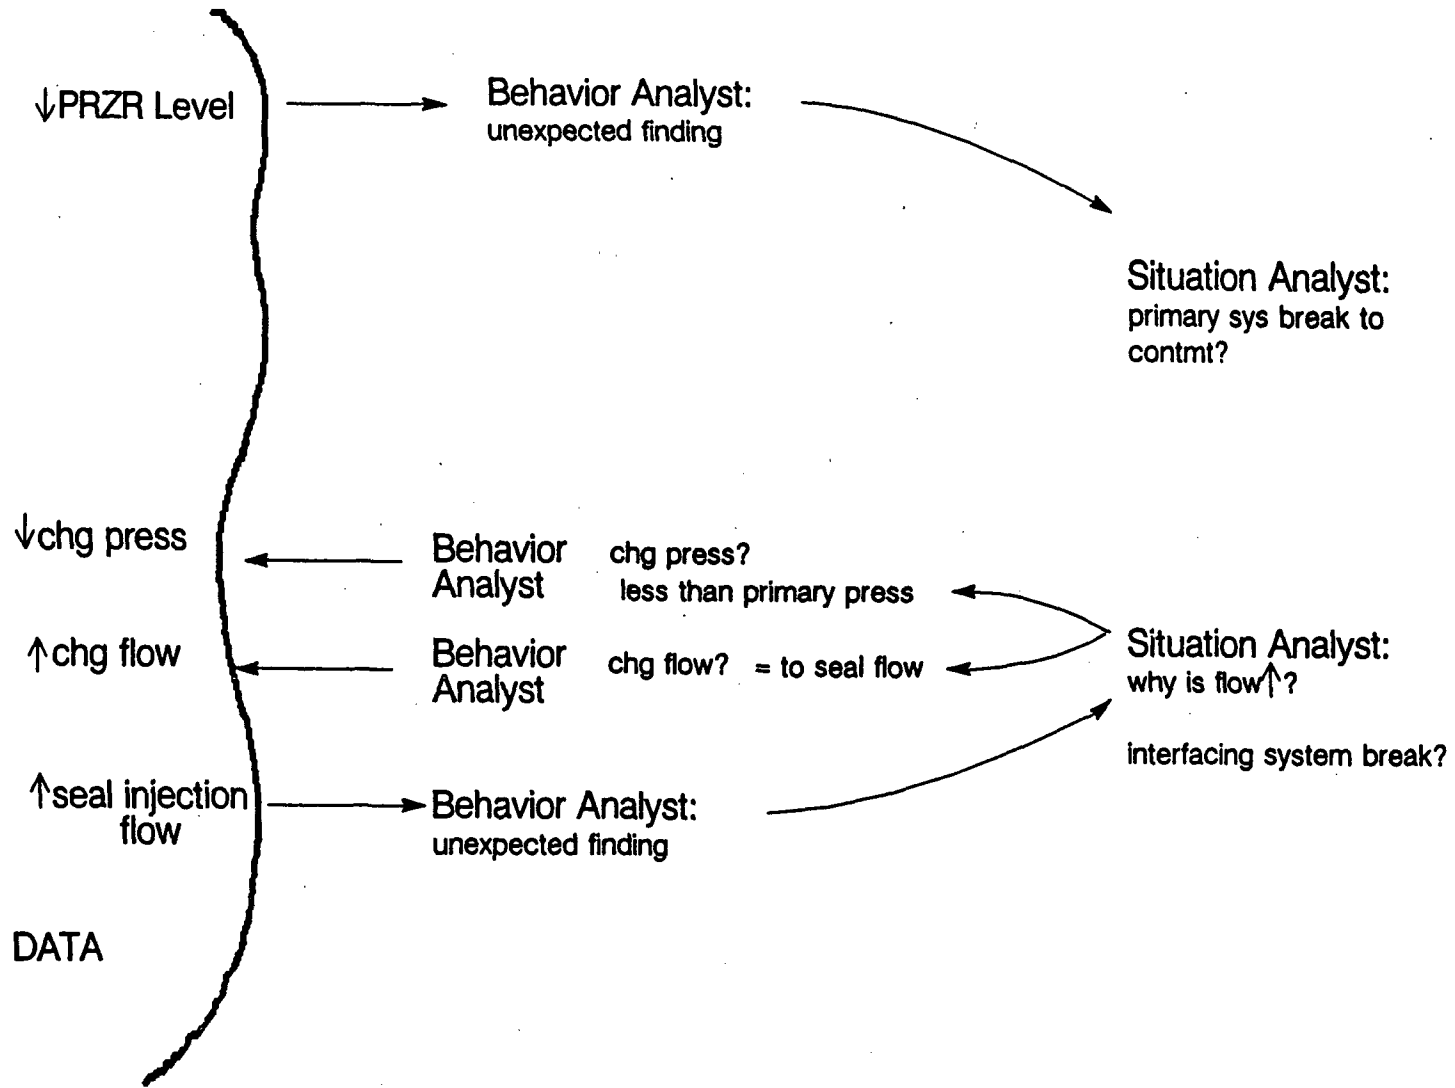 ↓PRZR Level
Behavior Analyst:
unexpected finding
Situation Analyst:
primary sys break to
contmt?
↓chg press
Behavior
Analyst
chg press?
less than primary press
↑chg flow
Behavior
Analyst
chg flow? = to seal flow
Situation Analyst:
why is flow↑?
interfacing system break?
↑seal injection
flow
Behavior Analyst:
unexpected finding
DATA